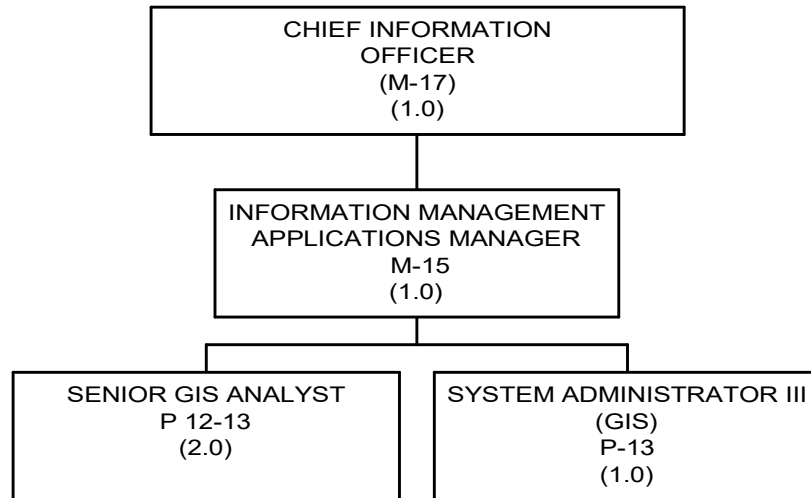 CHIEF INFORMATION
OFFICER
(M-17)
(1.0)
INFORMATION MANAGEMENT
APPLICATIONS MANAGER
M-15
(1.0)
SENIOR GIS ANALYST
P 12-13
(2.0)
SYSTEM ADMINISTRATOR III
(GIS)
P-13
(1.0)